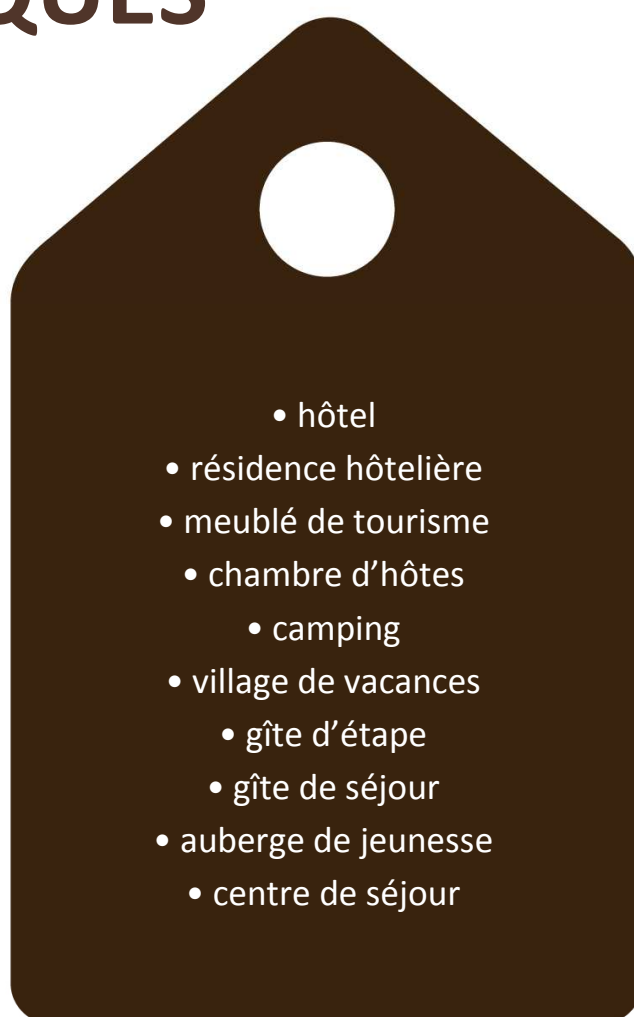 QUES
• hôtel
• résidence hôtelière
• meublé de tourisme
• chambre d’hôtes
• camping
• village de vacances
• gîte d’étape
• gîte de séjour
• auberge de jeunesse
• centre de séjour